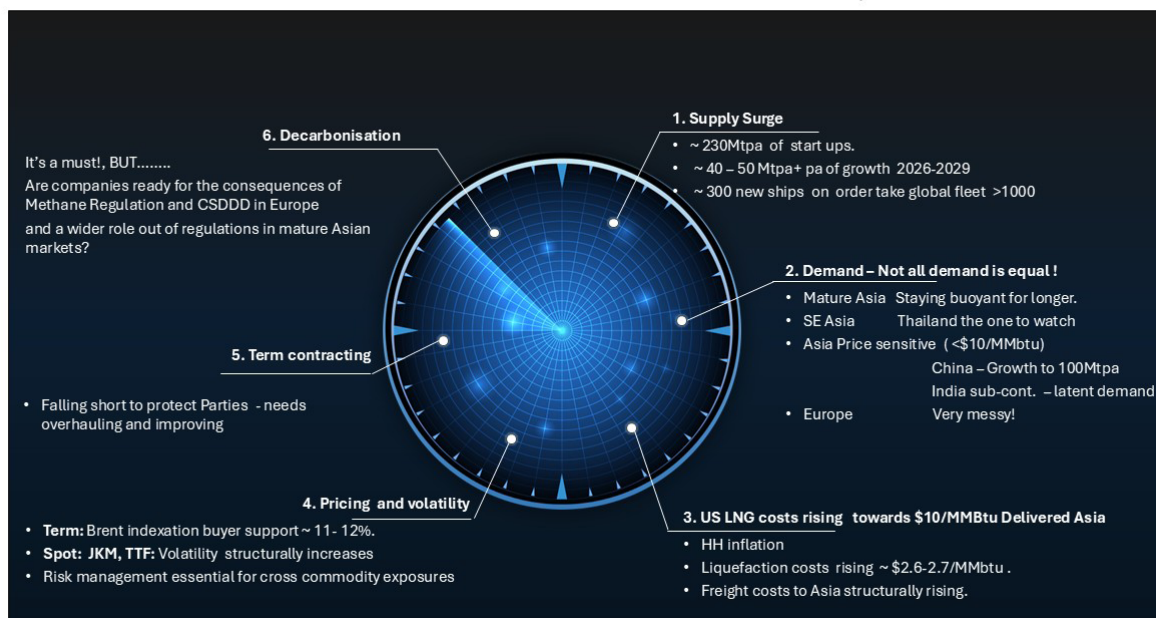 1. Supply Surge
• ~ 230Mtpa of start ups.
• ~ 40 – 50 Mtpa+ pa of growth 2026-2029
• ~ 300 new ships on order take global fleet >1000
2. Demand – Not all demand is equal !
• Mature Asia Staying buoyant for longer.
• SE Asia Thailand the one to watch
• Asia Price sensitive ( <$10/MMbtu)
China – Growth to 100Mtpa
India sub-cont. – latent demand
• Europe Very messy!
3. US LNG costs rising towards $10/MMBtu Delivered Asia
• HH inflation
• Liquefaction costs rising ~ $2.6-2.7/MMbtu .
• Freight costs to Asia structurally rising.
4. Pricing and volatility
• Term: Brent indexation buyer support ~ 11- 12%.
• Spot: JKM, TTF: Volatility structurally increases
• Risk management essential for cross commodity exposures
5. Term contracting
• Falling short to protect Parties - needs
overhauling and improving
6. Decarbonisation
It's a must!, BUT........
Are companies ready for the consequences of
Methane Regulation and CSDDD in Europe
and a wider role out of regulations in mature Asian
markets?